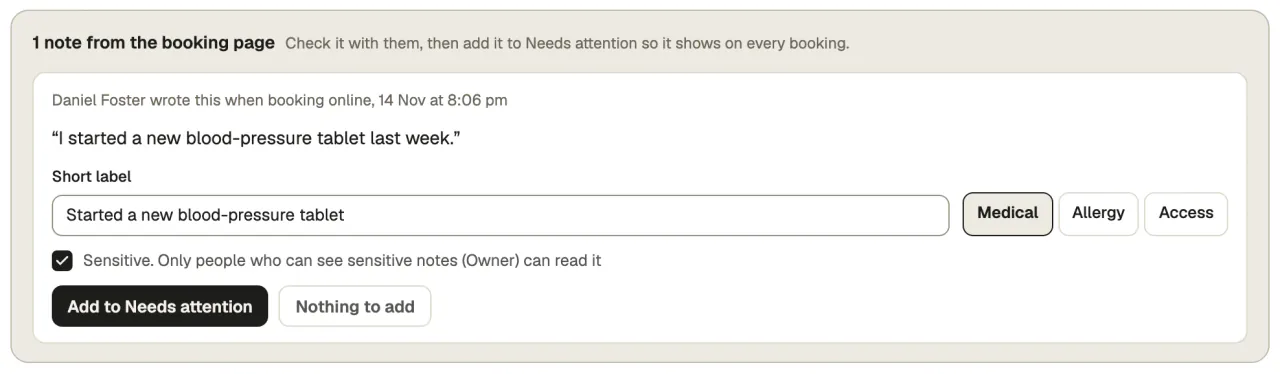 1 note from the booking page Check it with them, then add it to Needs attention so it shows on every booking.
Daniel Foster wrote this when booking online, 14 Nov at 8:06 pm
“I started a new blood-pressure tablet last week.”
Short label
Started a new blood-pressure tablet Medical Allergy Access
Sensitive. Only people who can see sensitive notes (Owner) can read it
Add to Needs attention Nothing to add